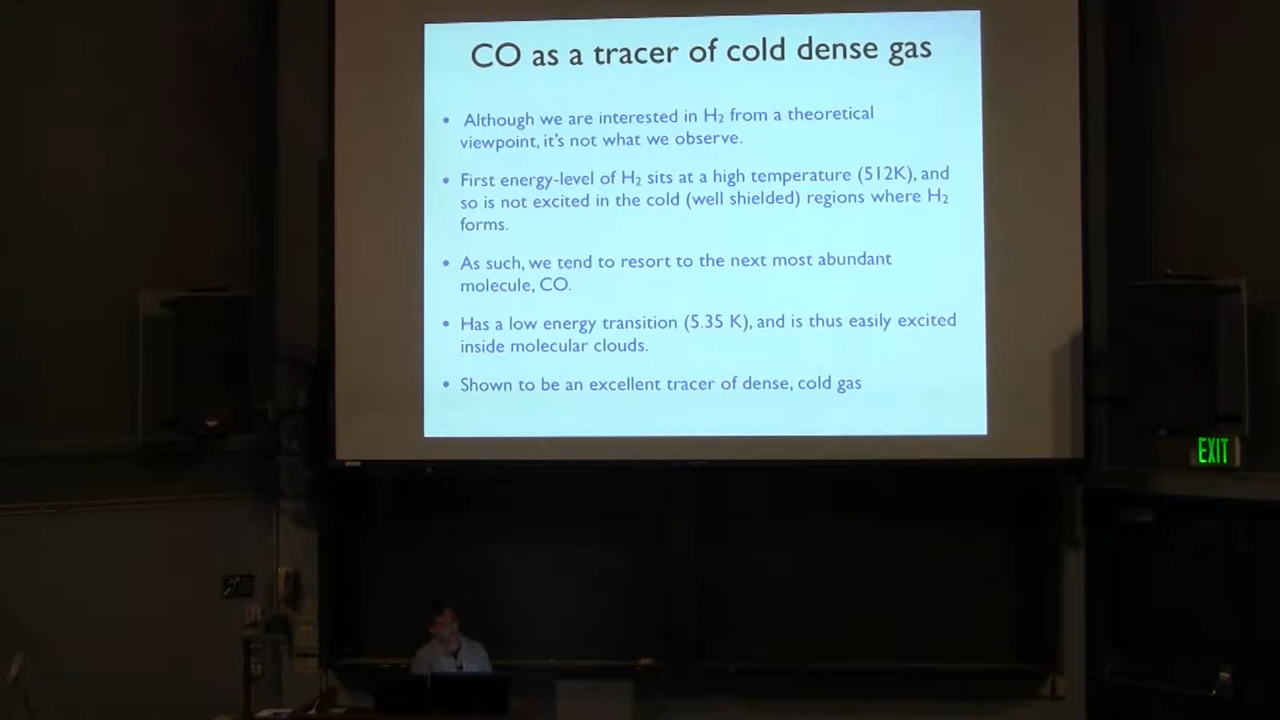 CO as a tracer of cold dense gas
• Although we are interested in H₂ from a theoretical
viewpoint, it's not what we observe.
• First energy-level of H₂ sits at a high temperature (512K), and
so is not excited in the cold (well shielded) regions where H₂
forms.
• As such, we tend to resort to the next most abundant
molecule, CO.
• Has a low energy transition (5.35 K), and is thus easily excited
inside molecular clouds.
• Shown to be an excellent tracer of dense, cold gas
EXIT